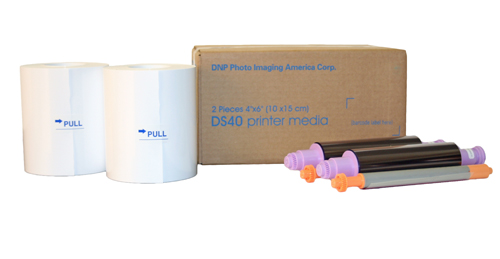 DNP Photo Imaging America Corp.
2 Pieces 4"x6" (10 x 15 cm)
DS40 printer media
PULL
PULL